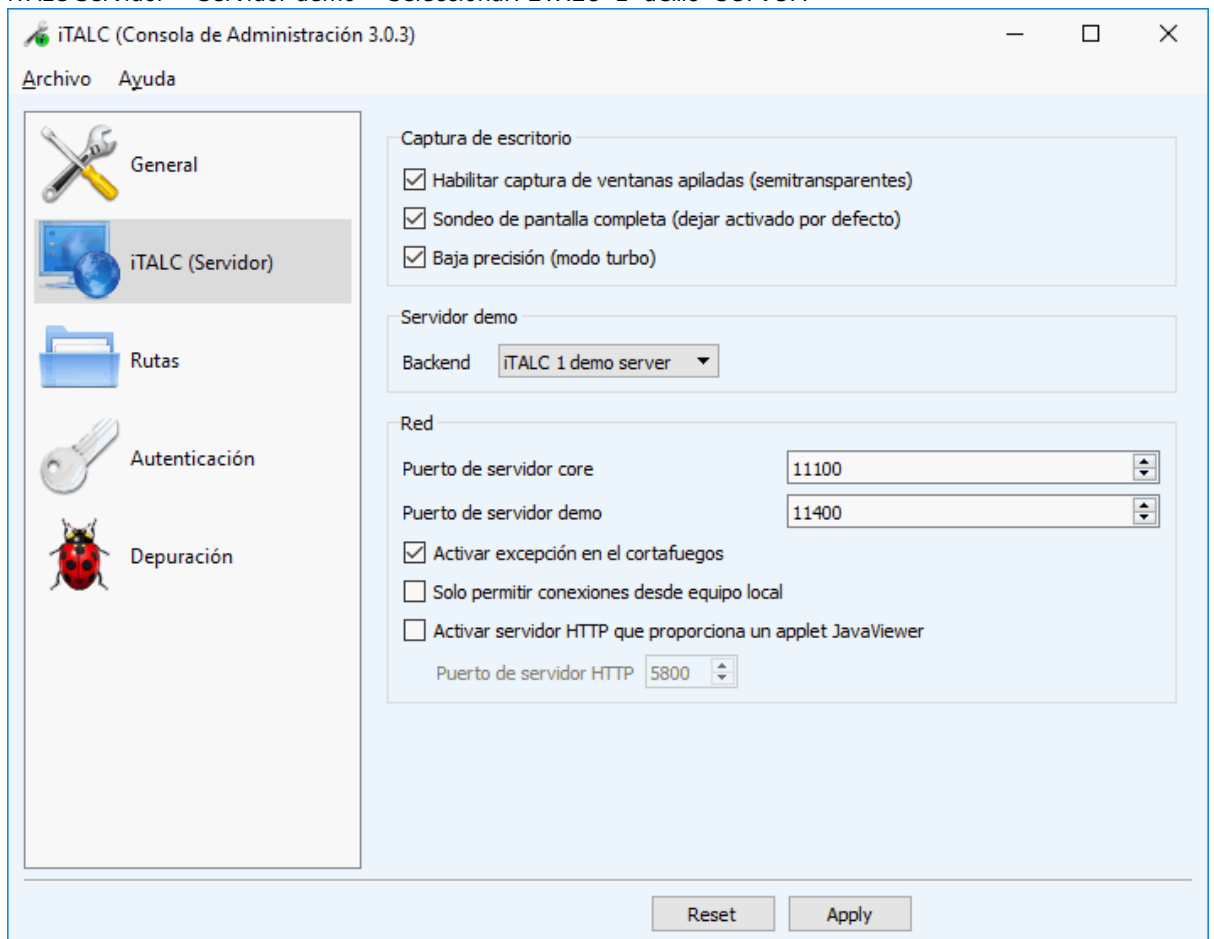 iTALC (Consola de Administración 3.0.3)
Archivo Ayuda
General
iTALC (Servidor)
Rutas
Autenticación
Depuración
Captura de escritorio
Habilitar captura de ventanas apiladas (semitransparentes)
Sondeo de pantalla completa (dejar activado por defecto)
Baja precisión (modo turbo)
Servidor demo
Backend iTALC 1 demo server
Red
Puerto de servidor core 11100
Puerto de servidor demo 11400
Activar excepción en el cortafuegos
Solo permitir conexiones desde equipo local
Activar servidor HTTP que proporciona un applet JavaViewer
Puerto de servidor HTTP 5800
Reset Apply